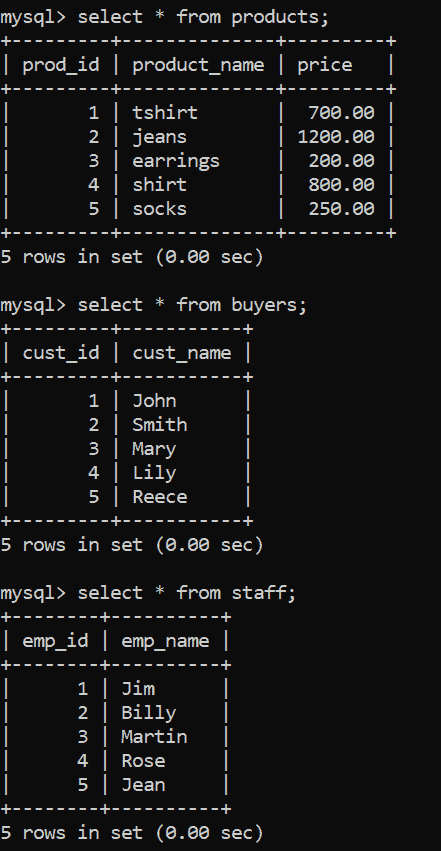 mysql> select * from products;
+---------+--------------+---------+
| prod_id | product_name | price   |
+---------+--------------+---------+
|       1 | tshirt       |  700.00 |
|       2 | jeans        | 1200.00 |
|       3 | earrings     |  200.00 |
|       4 | shirt        |  800.00 |
|       5 | socks        |  250.00 |
+---------+--------------+---------+
5 rows in set (0.00 sec)

mysql> select * from buyers;
+---------+-----------+
| cust_id | cust_name |
+---------+-----------+
|       1 | John      |
|       2 | Smith     |
|       3 | Mary      |
|       4 | Lily      |
|       5 | Reece     |
+---------+-----------+
5 rows in set (0.00 sec)

mysql> select * from staff;
+--------+----------+
| emp_id | emp_name |
+--------+----------+
|      1 | Jim      |
|      2 | Billy    |
|      3 | Martin   |
|      4 | Rose     |
|      5 | Jean     |
+--------+----------+
5 rows in set (0.00 sec)